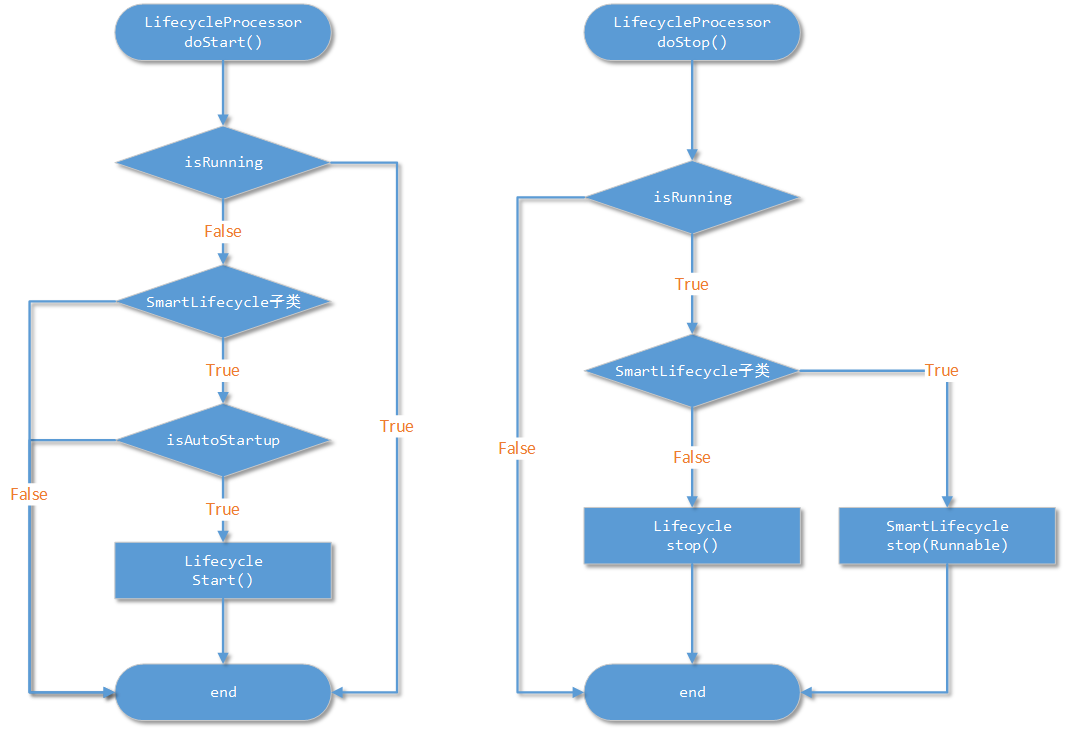 LifecycleProcessor
doStart()
isRunning
False
SmartLifecycle子类
True
isAutoStartup
True
False
True
Lifecycle
Start()
end
LifecycleProcessor
doStop()
isRunning
True
SmartLifecycle子类
True
False
False
Lifecycle
stop()
SmartLifecycle
stop(Runnable)
end